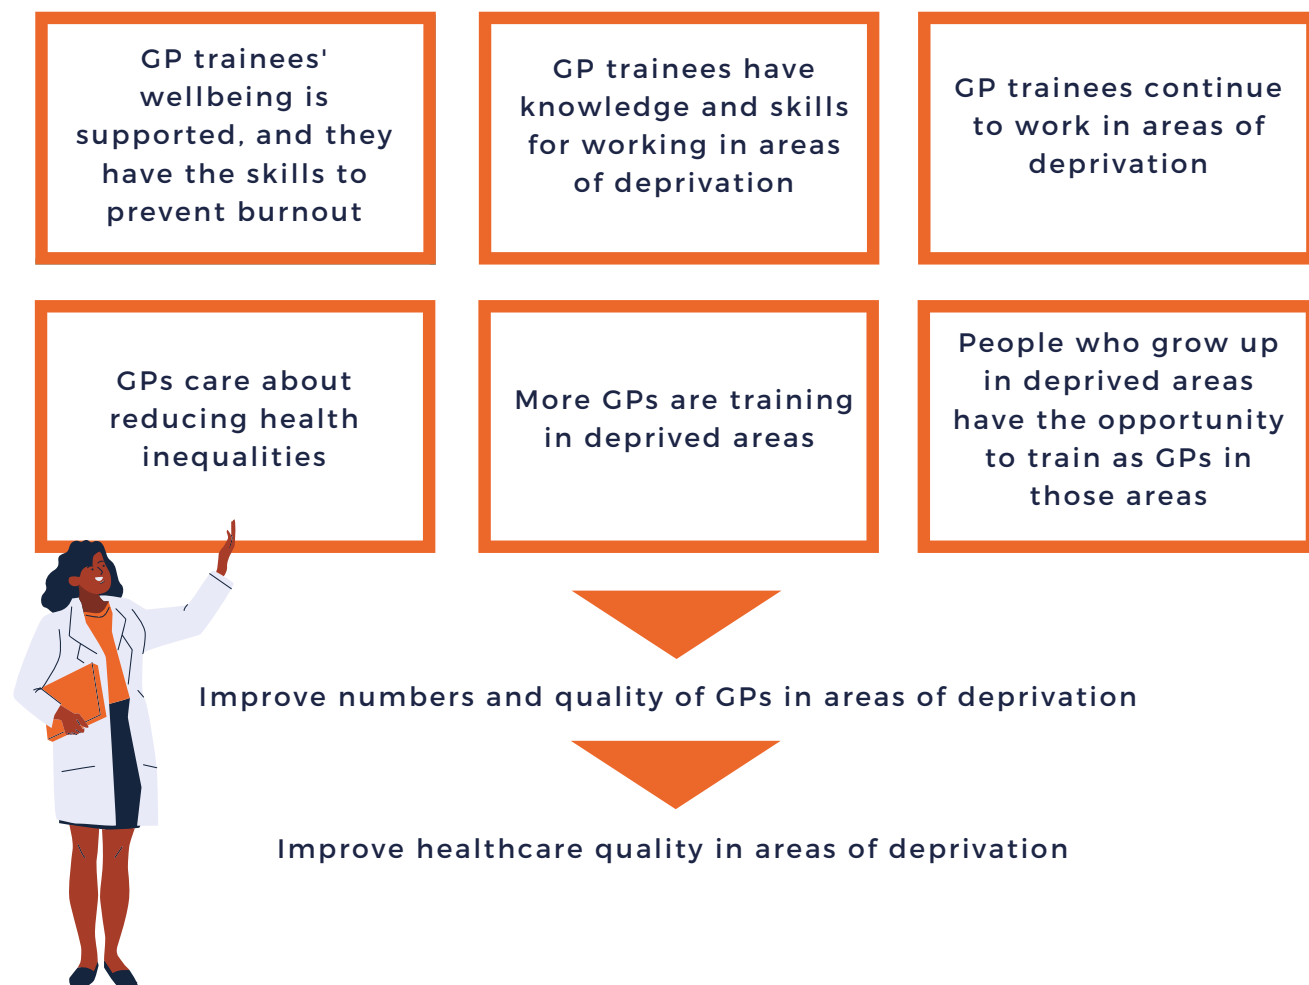 GP trainees'
wellbeing is
supported, and they
have the skills to
prevent burnout
GP trainees have
knowledge and skills
for working in areas
of deprivation
GP trainees continue
to work in areas of
deprivation
GPs care about
reducing health
inequalities
More GPs are training
in deprived areas
People who grow up
in deprived areas
have the opportunity
to train as GPs in
those areas
Improve numbers and quality of GPs in areas of deprivation
Improve healthcare quality in areas of deprivation